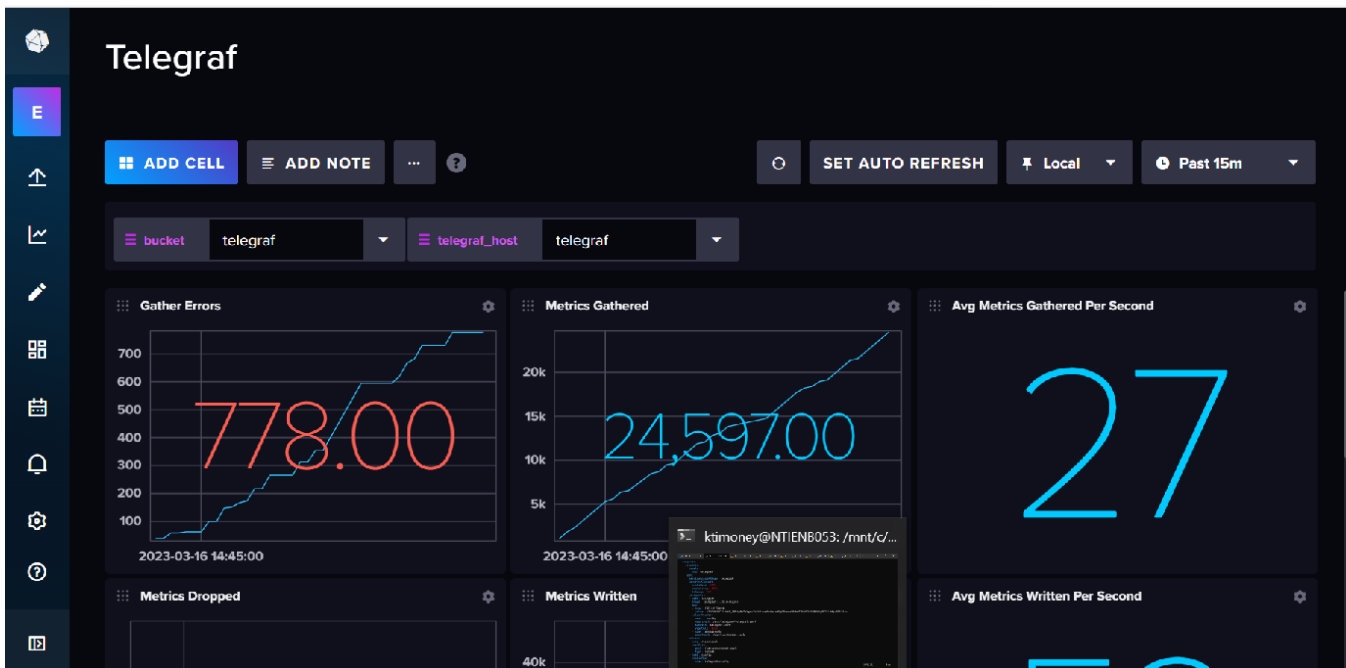 Telegraf
E
ADD CELL
ADD NOTE
...
?
SET AUTO REFRESH
Local
Past 15m
bucket
telegraf
telegraf_host
telegraf
Gather Errors
700
600
500
400
300
200
100
778.00
2023-03-16 14:45:00
Metrics Gathered
20k
15k
10k
5k
24,597.00
2023-03-16 14:45:00
Avg Metrics Gathered Per Second
27
ktimoney@NTIENB053: /mnt/c/...
Metrics Dropped
Metrics Written
40k
Avg Metrics Written Per Second